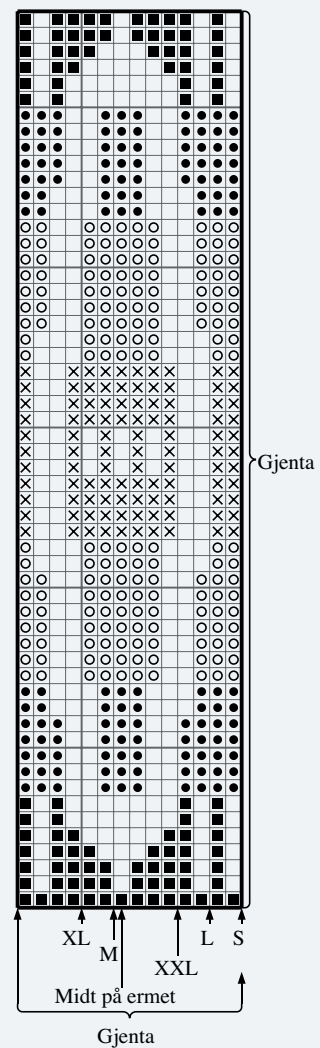 Gjenta
XL
M
XXL
L
S
Midt på ermet
Gjenta